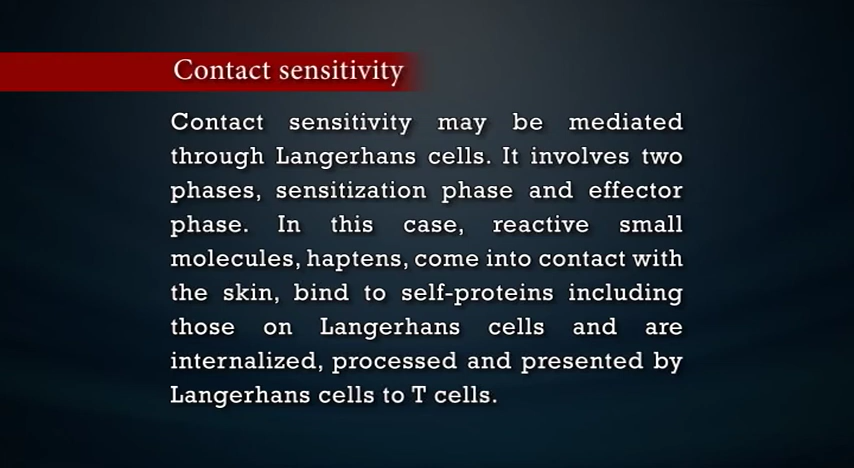 Contact sensitivity
Contact sensitivity may be mediated
through Langerhans cells. It involves two
phases, sensitization phase and effector
phase. In this case, reactive small
molecules, haptens, come into contact with
the skin, bind to self-proteins including
those on Langerhans cells and are
internalized, processed and presented by
Langerhans cells to T cells.